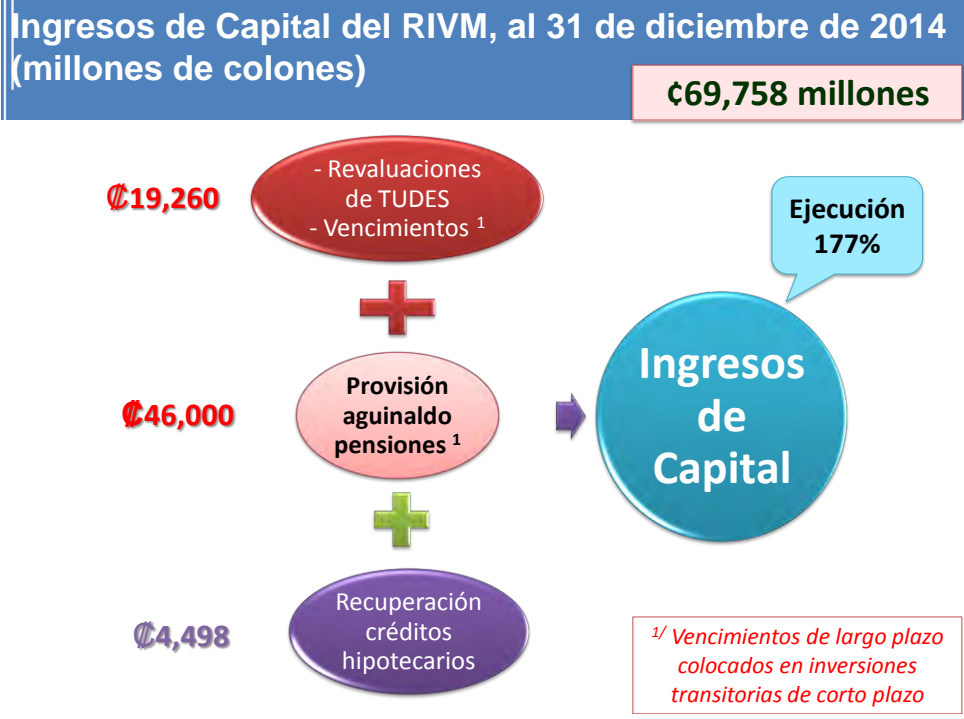 Ingresos de Capital del RIVM, al 31 de diciembre de 2014
(millones de colones)
¢69,758 millones
₡19,260
- Revaluaciones
de TUDES
- Vencimientos ¹
Ejecución
177%
₡46,000
Provisión
aguinaldo
pensiones ¹
Ingresos
de
Capital
₡4,498
Recuperación
créditos
hipotecarios
¹/ Vencimientos de largo plazo
colocados en inversiones
transitorias de corto plazo